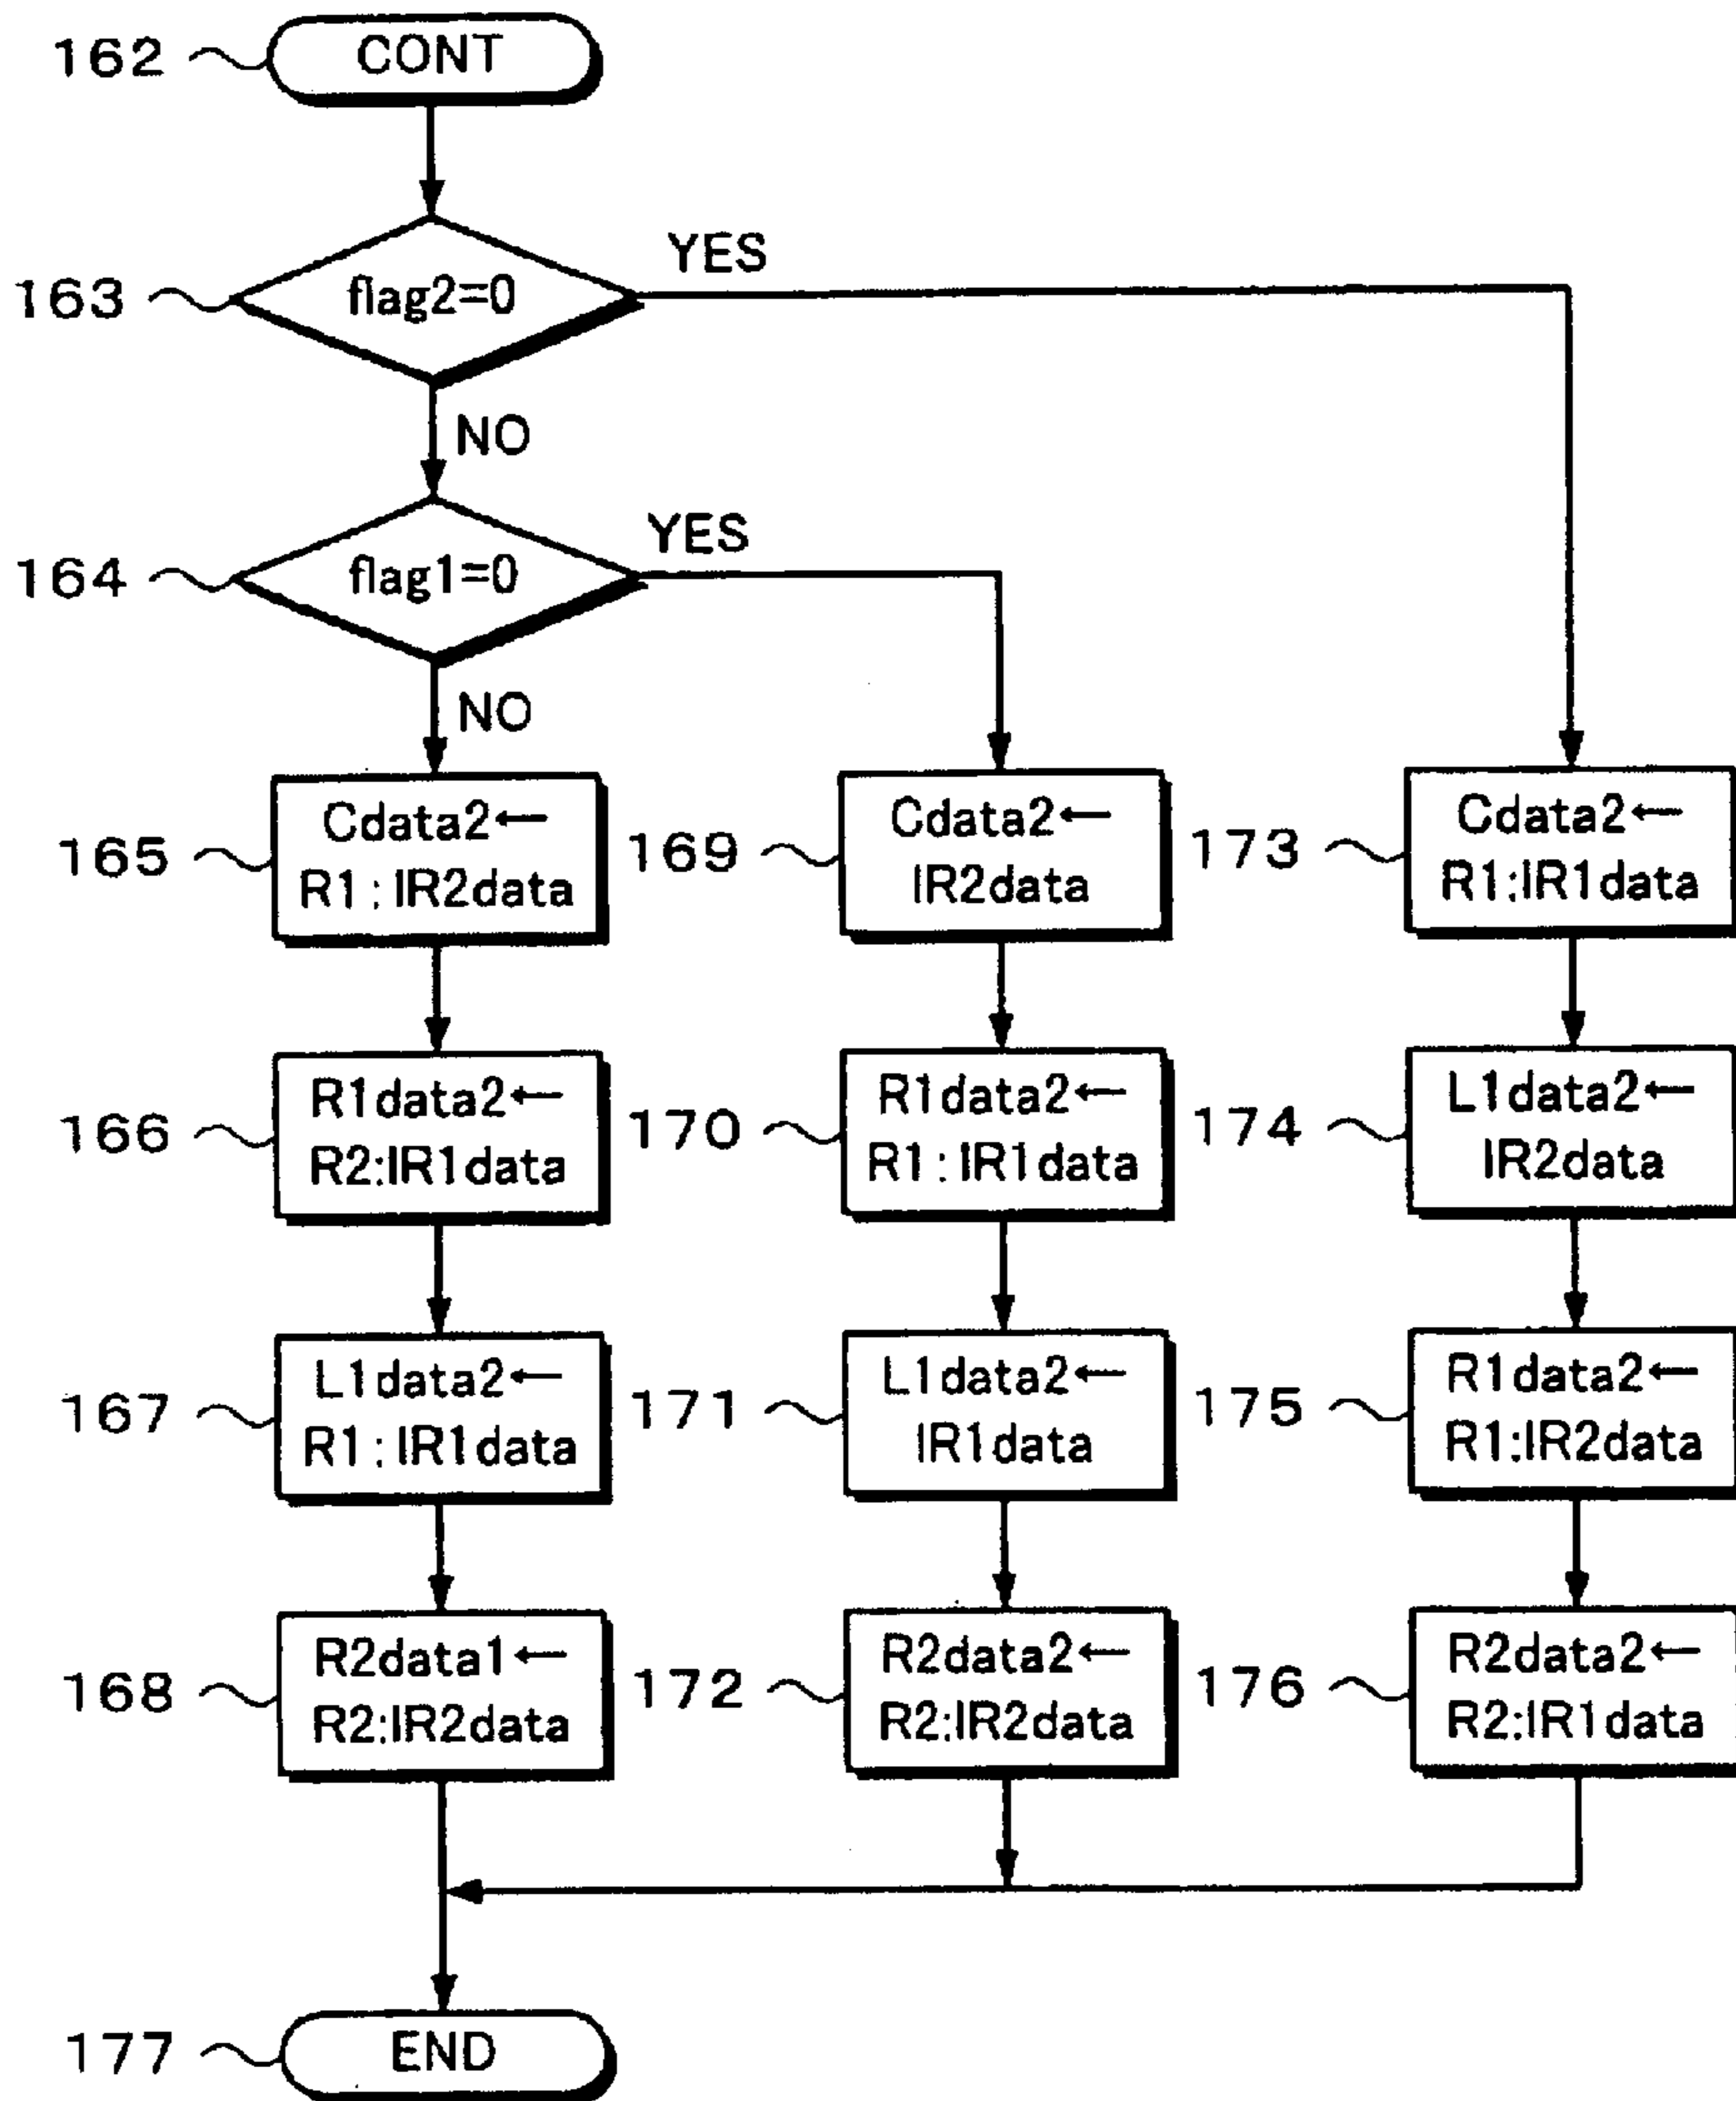 162
CONT
163
flag2=0
YES
NO
164
flag1=0
YES
NO
165
Cdata2←
R1:IR2data
169
Cdata2←
IR2data
173
Cdata2←
R1:IR1data
166
R1data2←
R2:IR1data
170
R1data2←
R1:IR1data
174
L1data2←
IR2data
167
L1data2←
R1:IR1data
171
L1data2←
IR1data
175
R1data2←
R1:IR2data
168
R2data1←
R2:IR2data
172
R2data2←
R2:IR2data
176
R2data2←
R2:IR1data
177
END